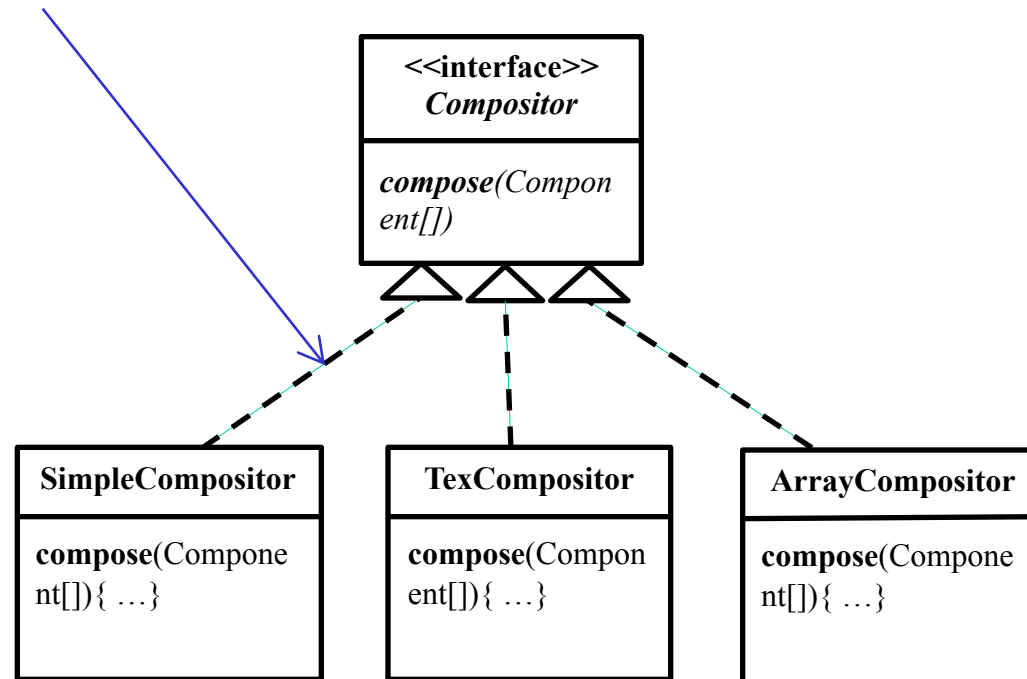 <<interface>>
Compositor
compose(Compon
ent[])
SimpleCompositor
compose(Compone
nt[]){ …}
TexCompositor
compose(Compon
ent[]){ …}
ArrayCompositor
compose(Compone
nt[]){ …}